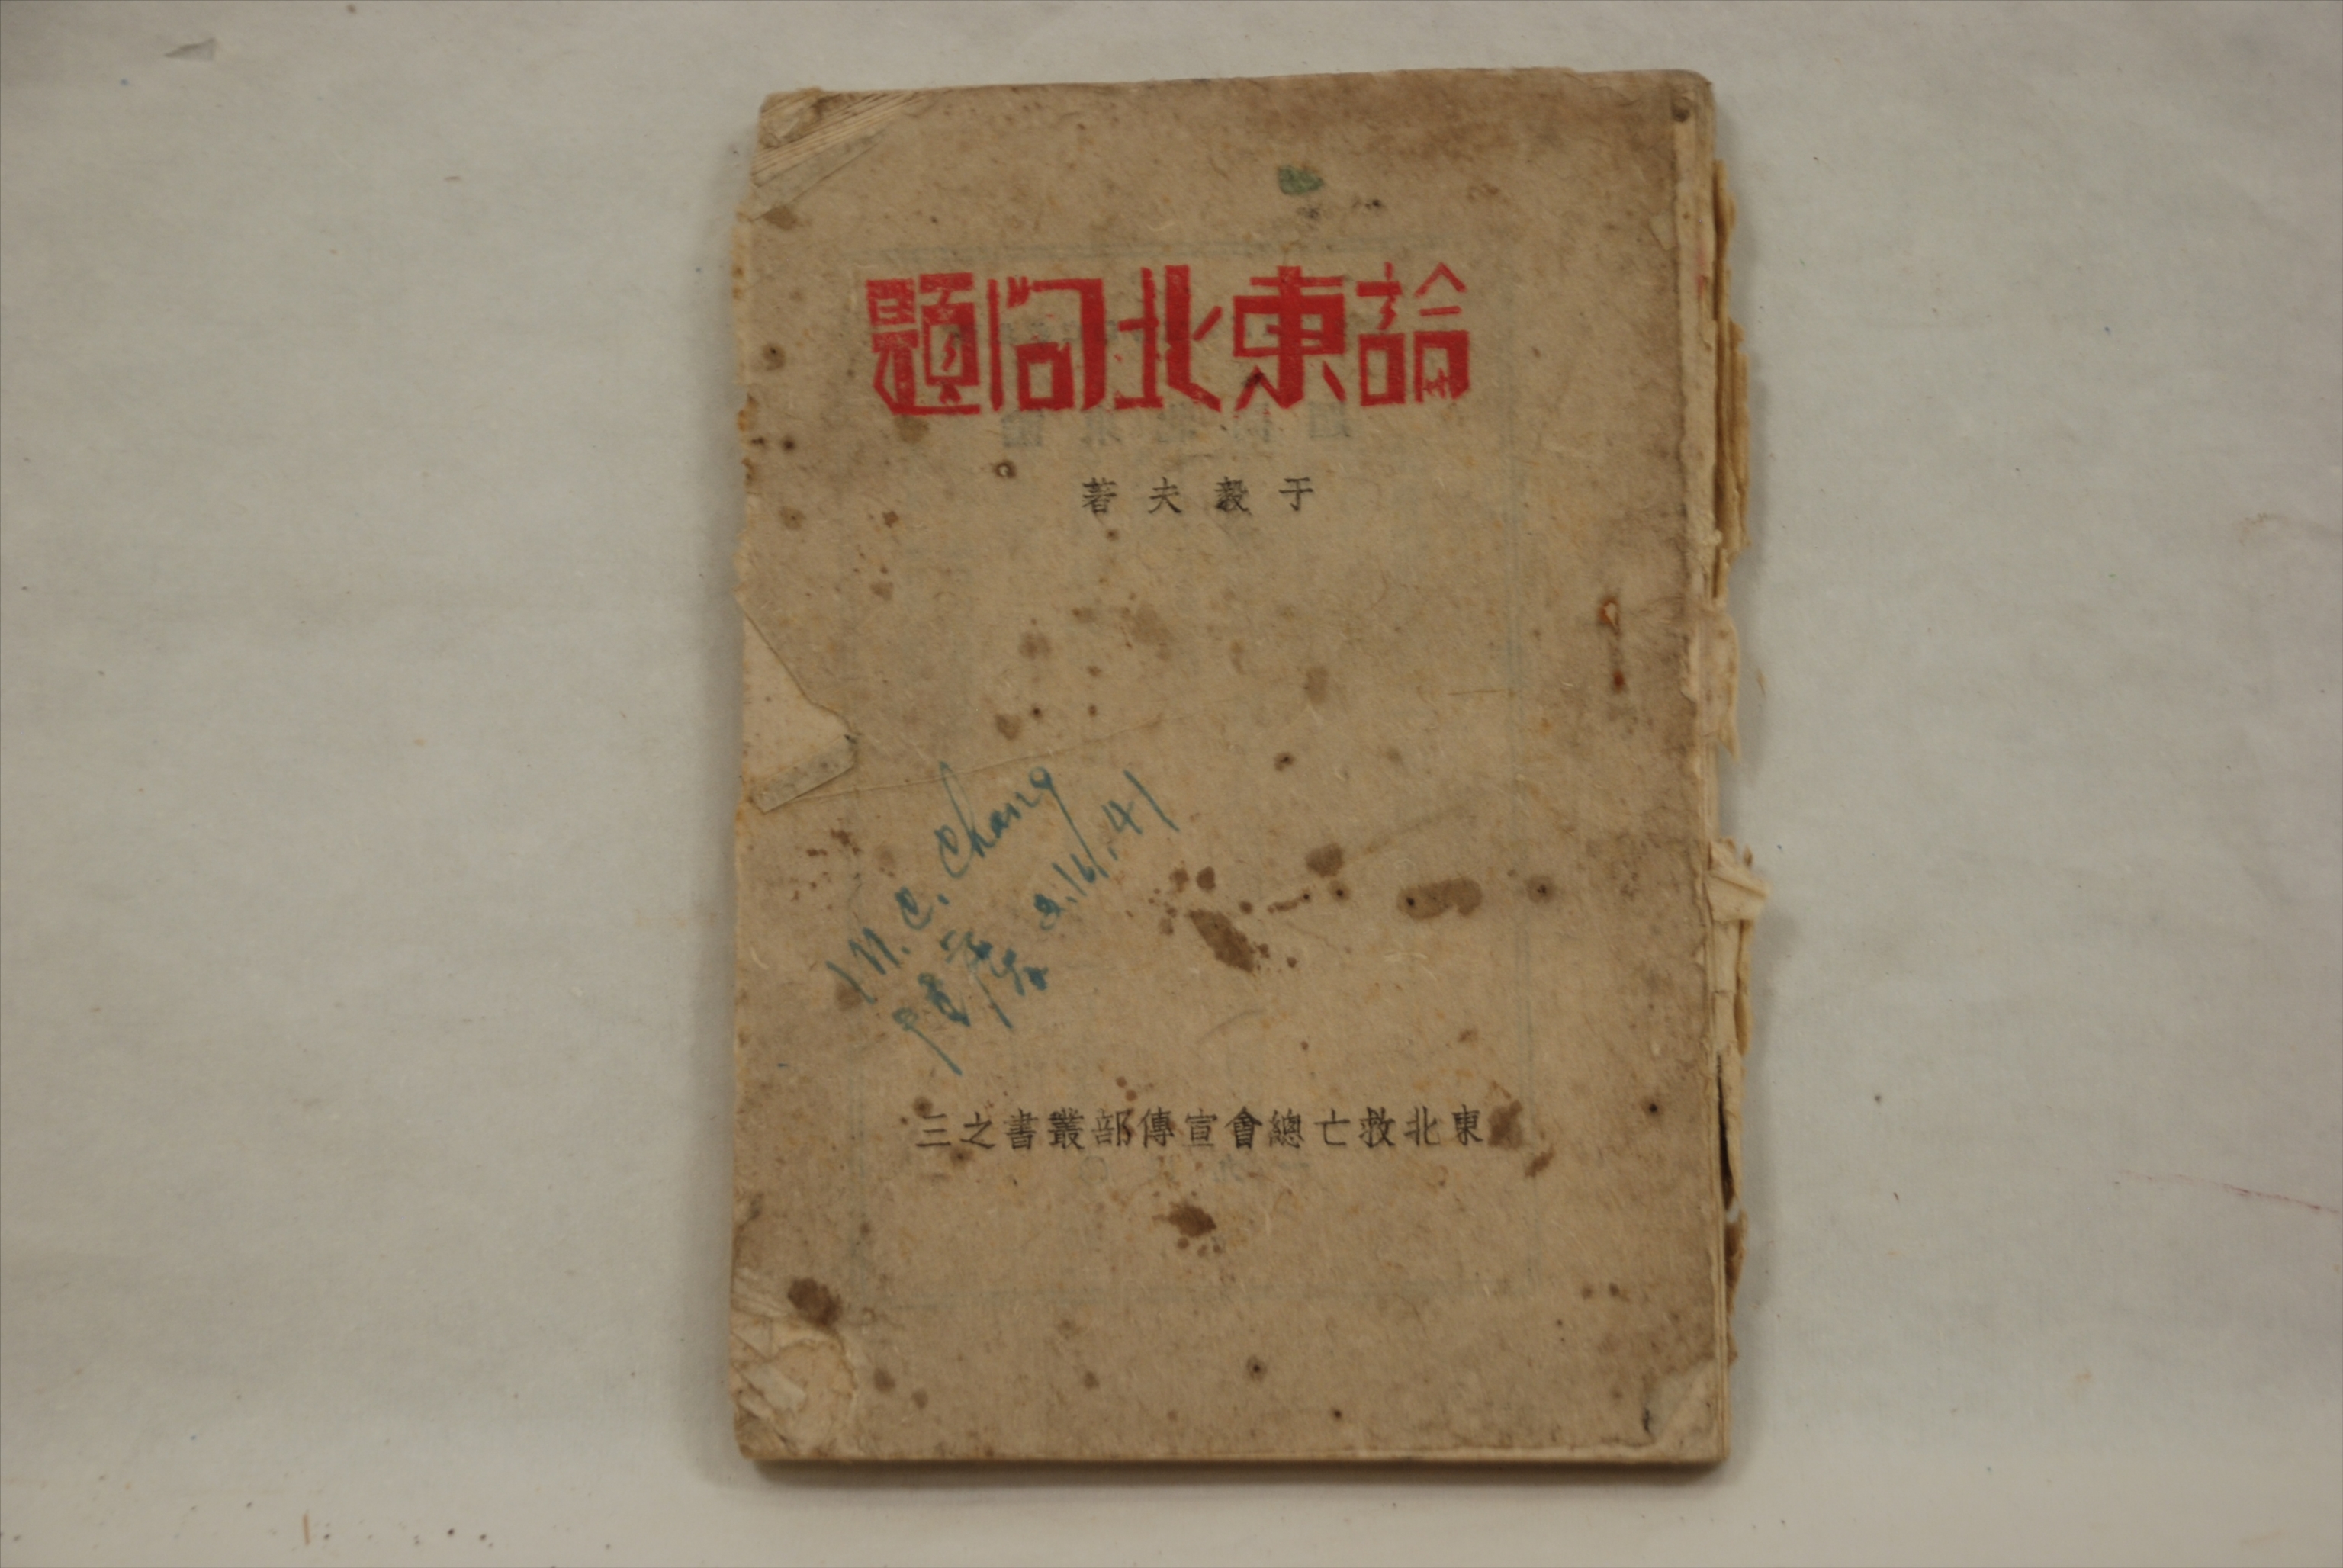 論東北問題
于毅夫著
M. C. Chang
2.16.41
東北救亡總會宣傳部叢書之三